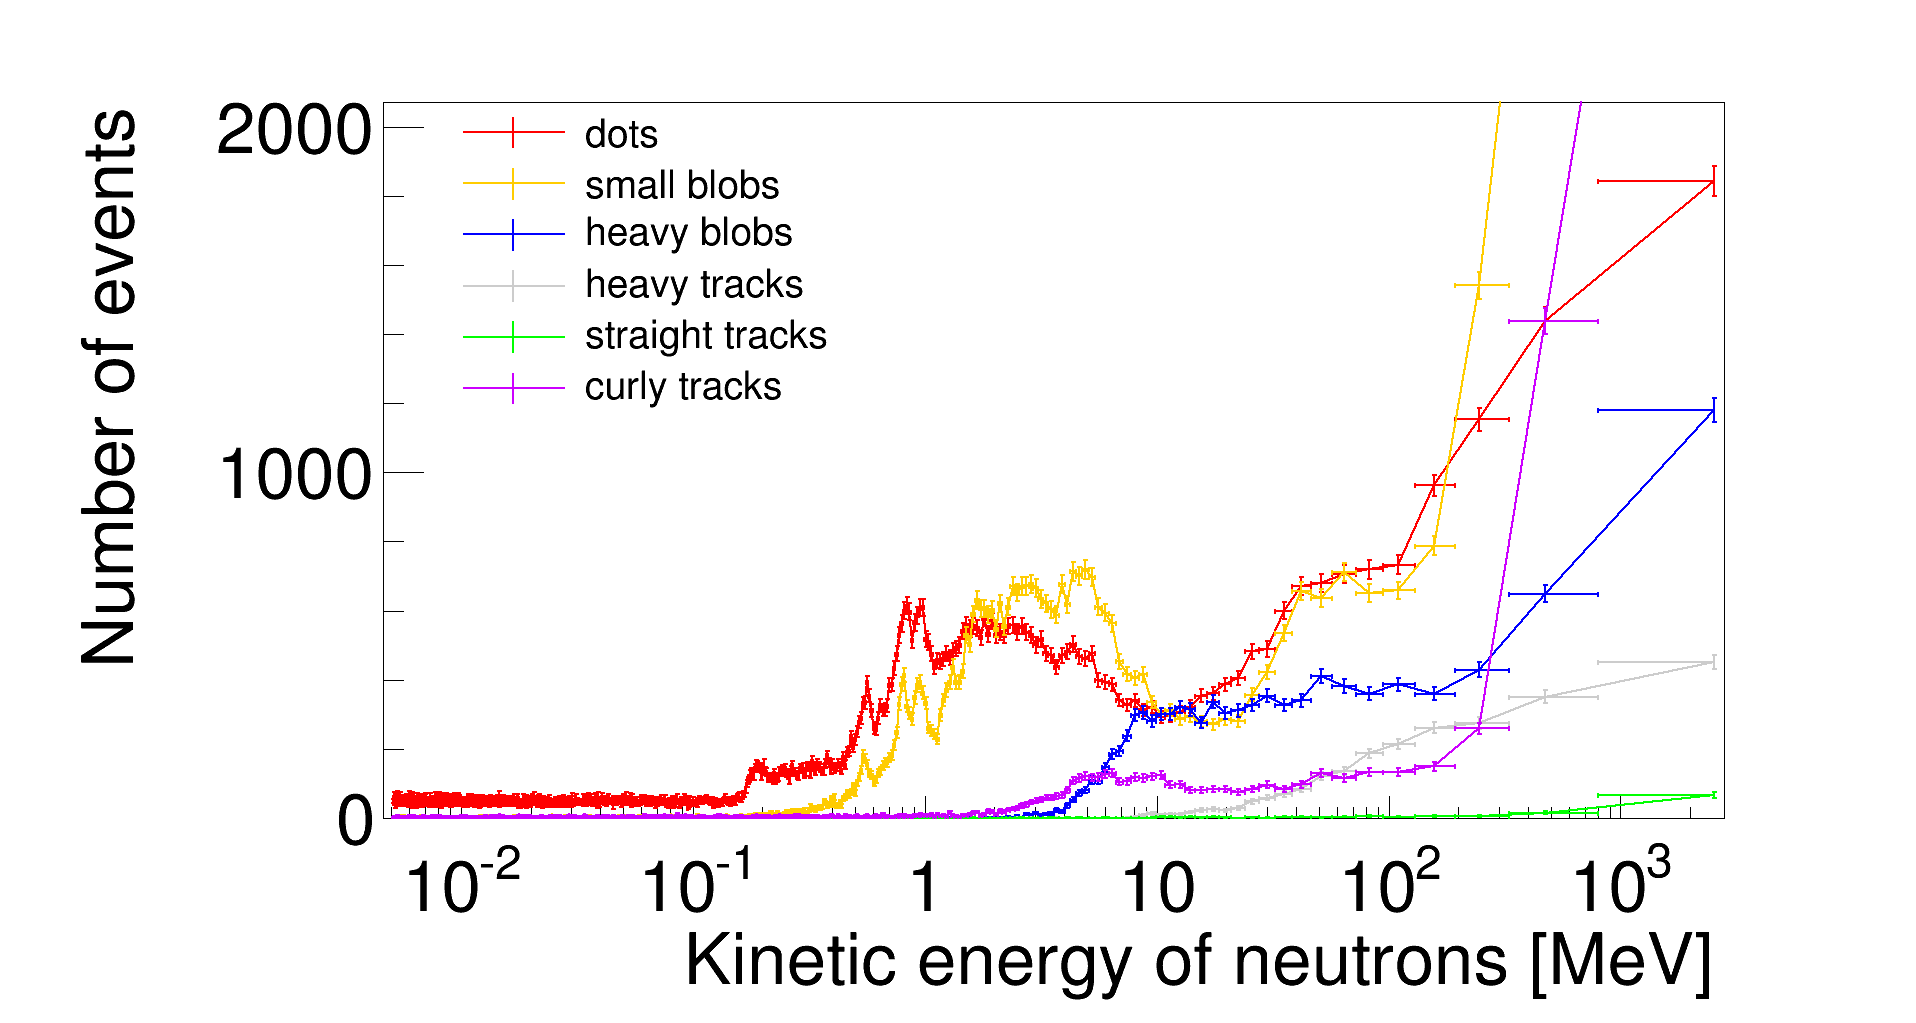 Number of events
2000
1000
0
dots
small blobs
heavy blobs
heavy tracks
straight tracks
curly tracks
10⁻² 10⁻¹ 1 10 10² 10³
Kinetic energy of neutrons [MeV]